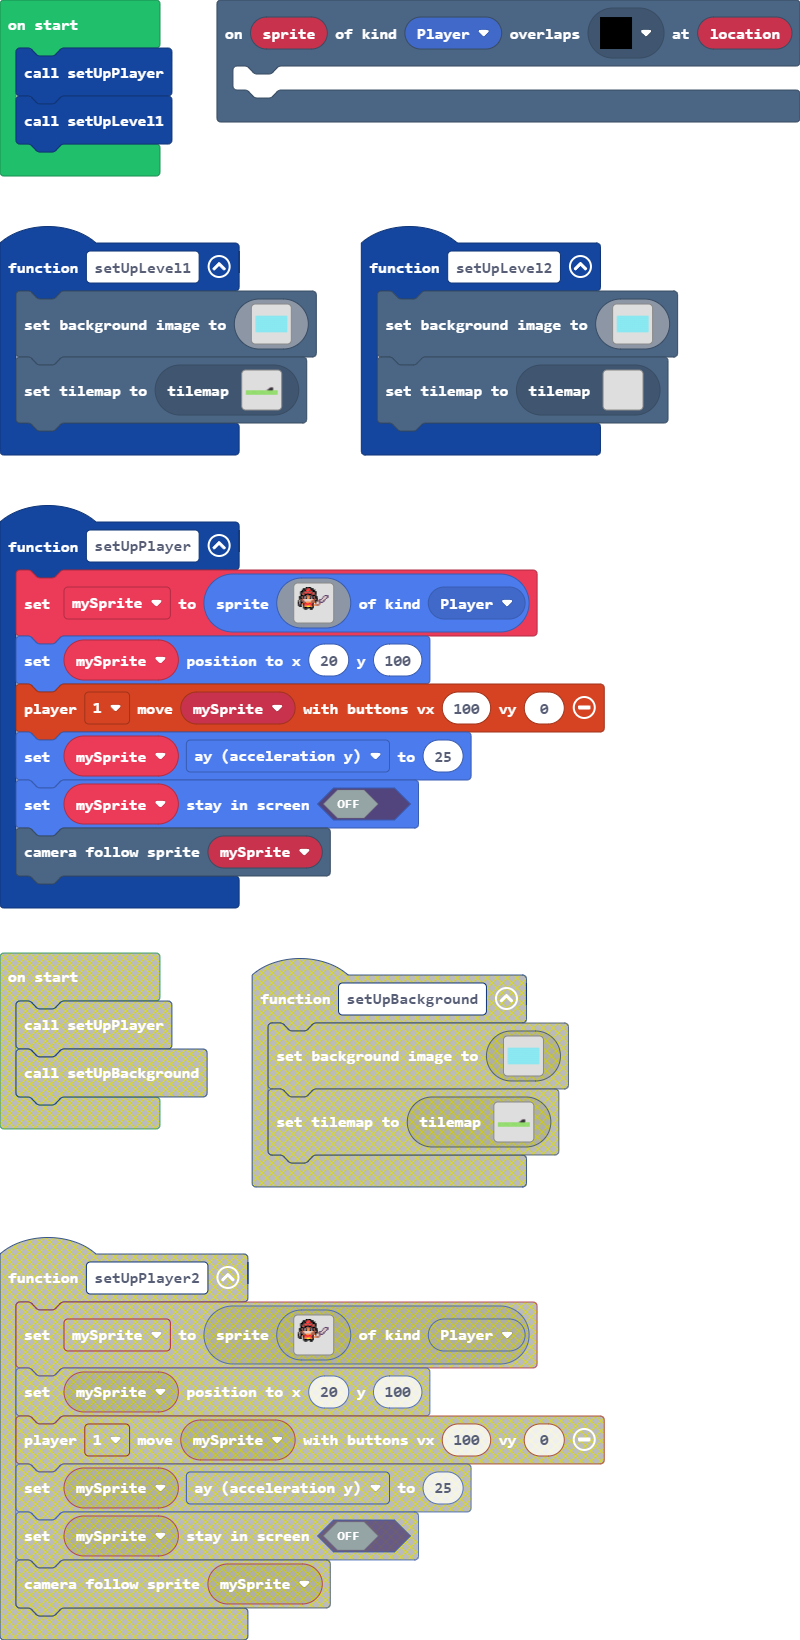 on start
call setUpPlayer
call setUpLevel1
on sprite of kind Player overlaps at location
function setUpLevel1
set background image to
set tilemap to tilemap
function setUpLevel2
set background image to
set tilemap to tilemap
function setUpPlayer
set mySprite to sprite of kind Player
set mySprite position to x 20 y 100
player 1 move mySprite with buttons vx 100 vy 0
set mySprite ay (acceleration y) to 25
set mySprite stay in screen OFF
camera follow sprite mySprite
on start
call setUpPlayer
call setUpBackground
function setUpBackground
set background image to
set tilemap to tilemap
function setUpPlayer2
set mySprite to sprite of kind Player
set mySprite position to x 20 y 100
player 1 move mySprite with buttons vx 100 vy 0
set mySprite ay (acceleration y) to 25
set mySprite stay in screen OFF
camera follow sprite mySprite